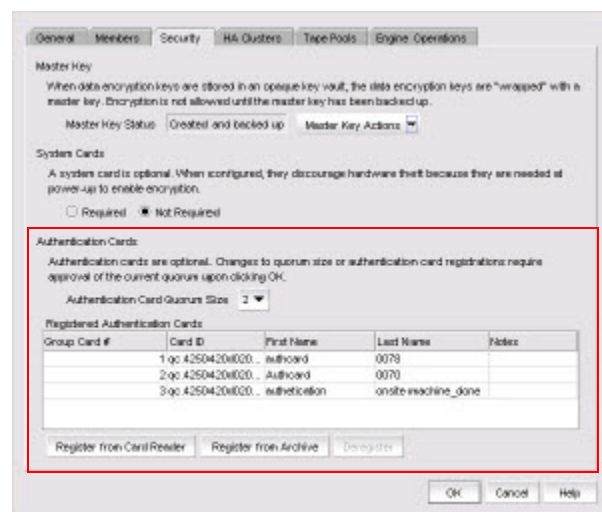 General Members Security HA Clusters Tape Pools Engine Operations
Master Key
When data encryption keys are stored in an opaque key vault, the data encryption keys are "wrapped" with a
master key. Encryption is not allowed until the master key has been backed up.
Master Key Status Created and backed up Master Key Actions
System Cards
A system card is optional. When configured, they discourage hardware theft because they are needed at
power-up to enable encryption.
Required Not Required
Authentication Cards
Authentication cards are optional. Changes to quorum size or authentication card registrations require
approval of the current quorum upon clicking OK.
Authentication Card Quorum Size 2
Registered Authentication Cards
Group Card # Card ID First Name Last Name Notes
1 authcard 0078
2 Authcard 0070
3 onsite machine_done
Register from Card Reader Register from Archive Deregister
OK Cancel Help